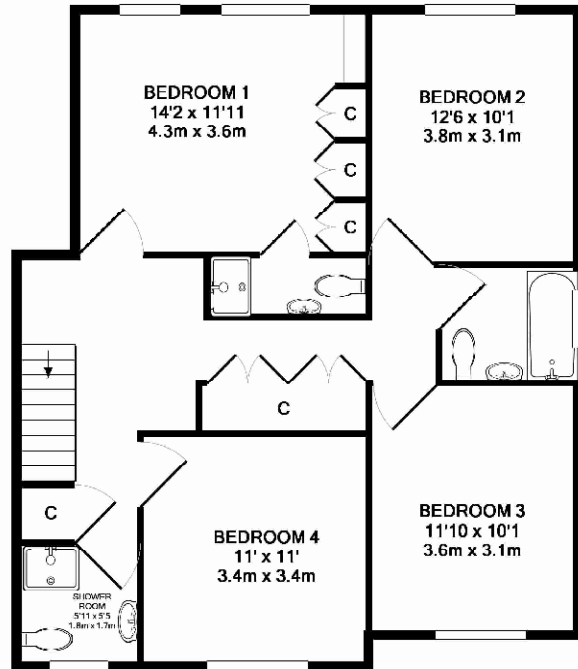 BEDROOM 1
14'2 x 11'11
4.3m x 3.6m
BEDROOM 2
12'6 x 10'1
3.8m x 3.1m
C
C
C
C
C
BEDROOM 3
11'10 x 10'1
3.6m x 3.1m
BEDROOM 4
11' x 11'
3.4m x 3.4m
SHOWER
ROOM
5'11 x 5'5
1.8m x 1.7m